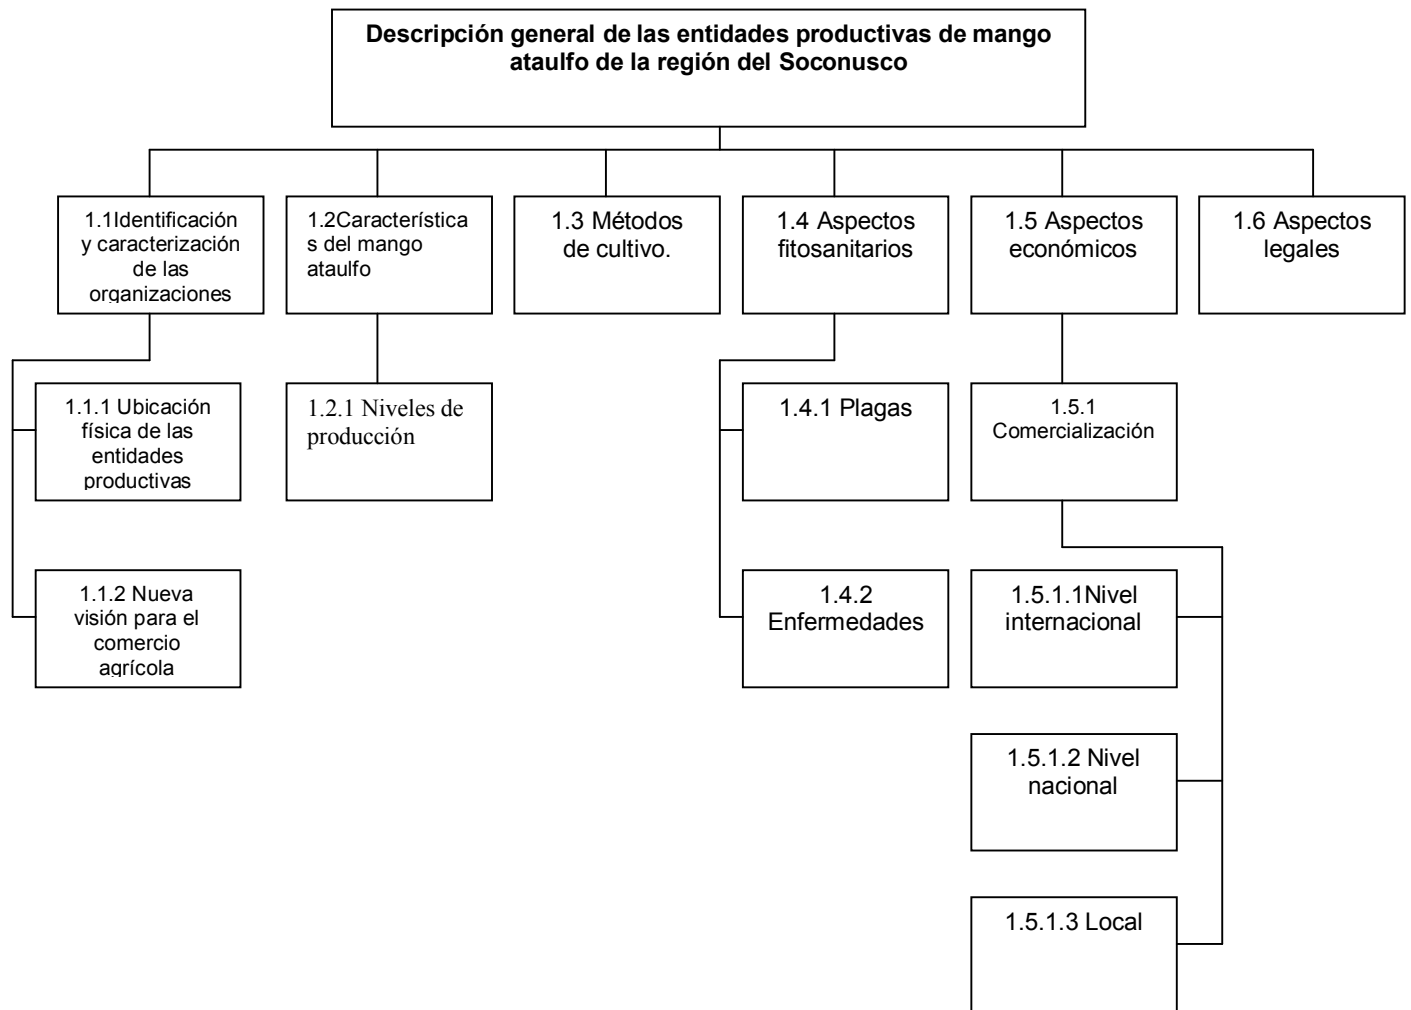 Descripción general de las entidades productivas de mango
ataulfo de la región del Soconusco
1.1Identificación
y caracterización
de las
organizaciones
1.2Característica
s del mango
ataulfo
1.3 Métodos
de cultivo.
1.4 Aspectos
fitosanitarios
1.5 Aspectos
económicos
1.6 Aspectos
legales
1.1.1 Ubicación
física de las
entidades
productivas
1.2.1 Niveles de
producción
1.4.1 Plagas
1.5.1
Comercialización
1.1.2 Nueva
visión para el
comercio
agrícola
1.4.2
Enfermedades
1.5.1.1Nivel
internacional
1.5.1.2 Nivel
nacional
1.5.1.3 Local